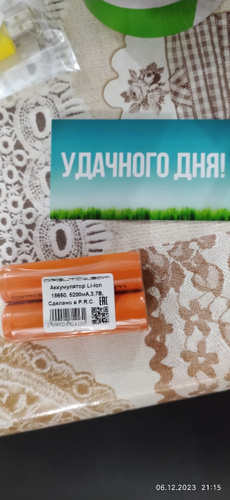 УДАЧНОГО ДНЯ!
Аккумулятор Li-ion
18650, 5200мА,3,7В,
Сделано в P.R.C.
06.12.2023 21:15